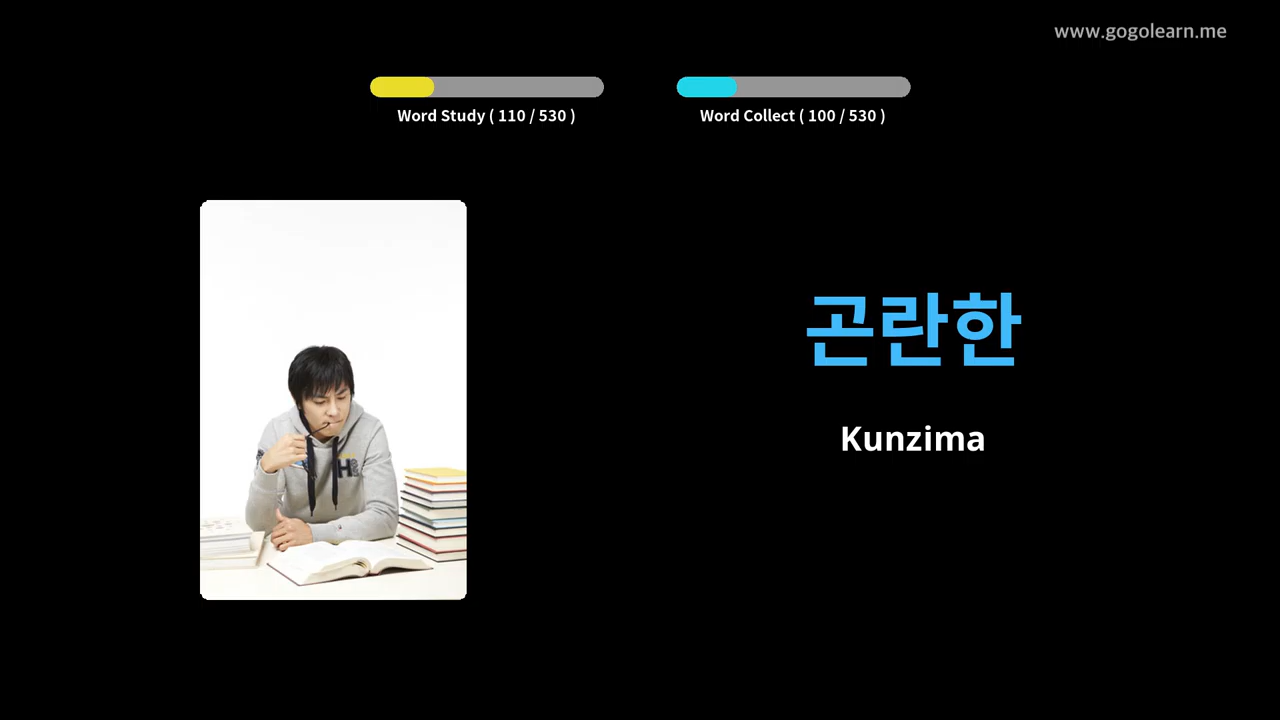 www.gogolearn.me
Word Study ( 110 / 530 )
Word Collect ( 100 / 530 )
곤란한
Kunzima
H